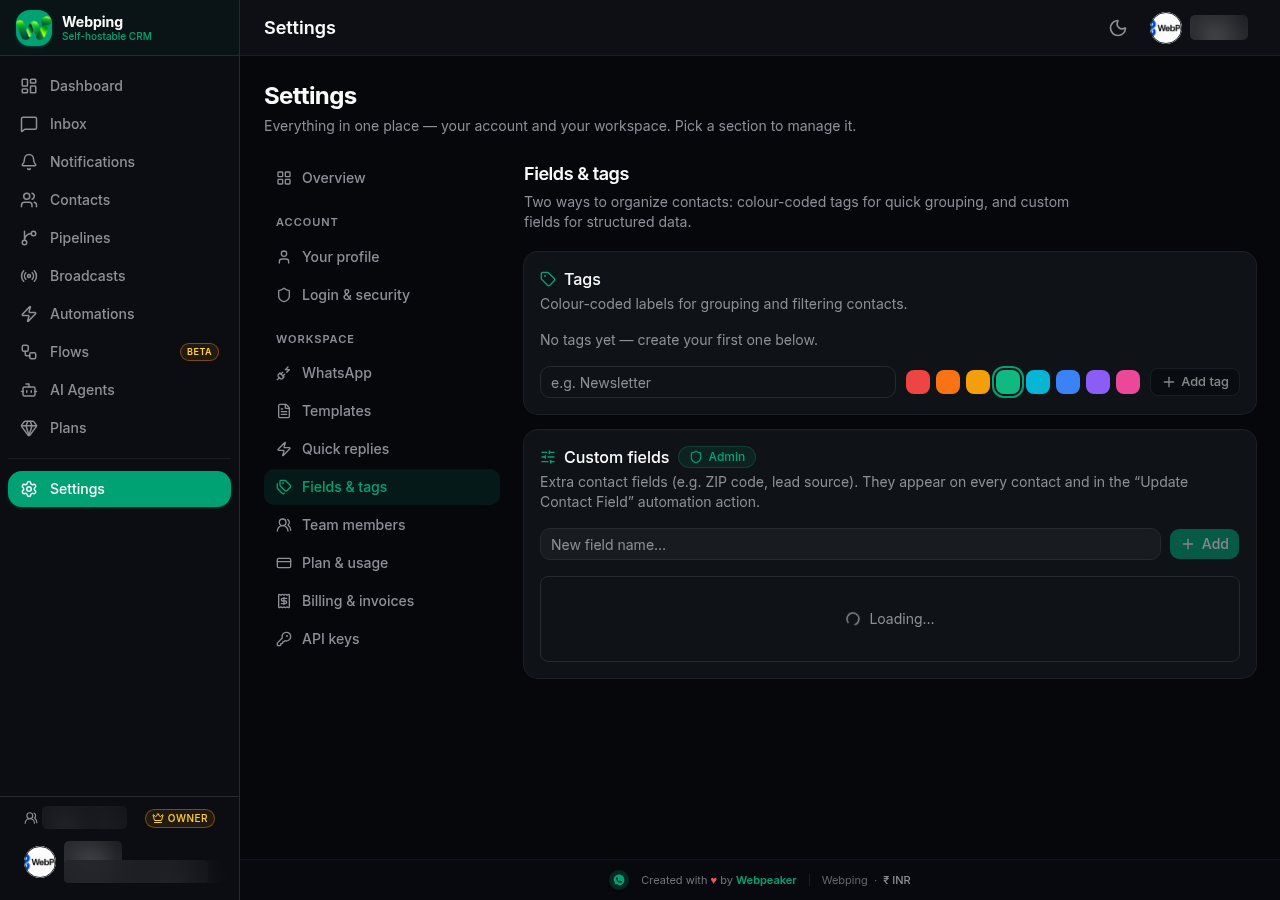 Webping
Self-hostable CRM
Dashboard
Inbox
Notifications
Contacts
Pipelines
Broadcasts
Automations
Flows
BETA
AI Agents
Plans
Settings
OWNER
WebP
Settings
WebP
Settings
Everything in one place — your account and your workspace. Pick a section to manage it.
Overview
ACCOUNT
Your profile
Login & security
WORKSPACE
WhatsApp
Templates
Quick replies
Fields & tags
Team members
Plan & usage
Billing & invoices
API keys
Fields & tags
Two ways to organize contacts: colour-coded tags for quick grouping, and custom
fields for structured data.
Tags
Colour-coded labels for grouping and filtering contacts.
No tags yet — create your first one below.
e.g. Newsletter
Add tag
Custom fields
Admin
Extra contact fields (e.g. ZIP code, lead source). They appear on every contact and in the “Update
Contact Field” automation action.
New field name...
Add
Loading...
Created with ♥ by Webpeaker
Webping · ₹ INR